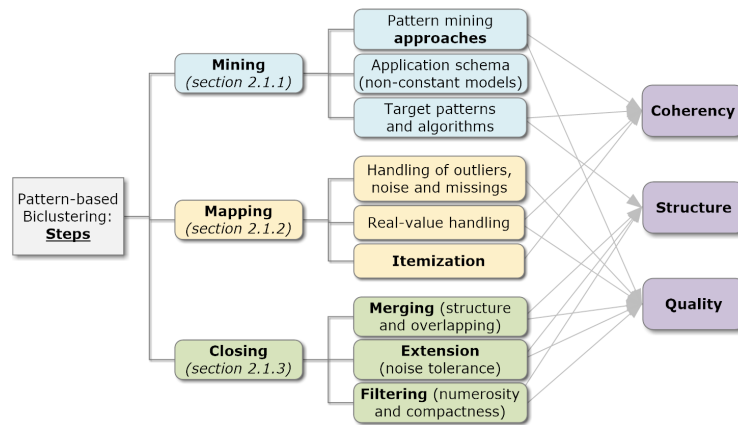 Pattern-based
Biclustering:
Steps
Mining
(section 2.1.1)
Pattern mining
approaches
Application schema
(non-constant models)
Target patterns
and algorithms
Mapping
(section 2.1.2)
Handling of outliers,
noise and missings
Real-value handling
Itemization
Closing
(section 2.1.3)
Merging (structure
and overlapping)
Extension
(noise tolerance)
Filtering (numerosity
and compactness)
Coherency
Structure
Quality